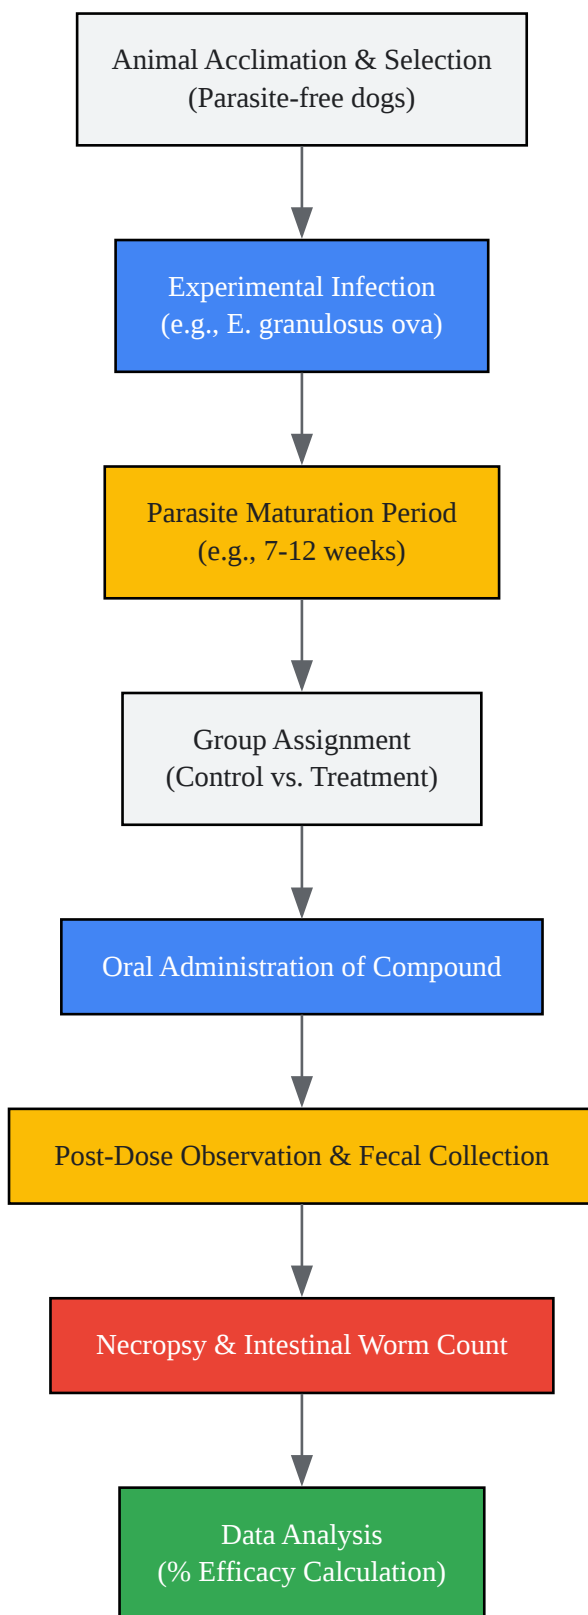 Animal Acclimation & Selection
(Parasite-free dogs)
Experimental Infection
(e.g., E. granulosus ova)
Parasite Maturation Period
(e.g., 7-12 weeks)
Group Assignment
(Control vs. Treatment)
Oral Administration of Compound
Post-Dose Observation & Fecal Collection
Necropsy & Intestinal Worm Count
Data Analysis
(% Efficacy Calculation)